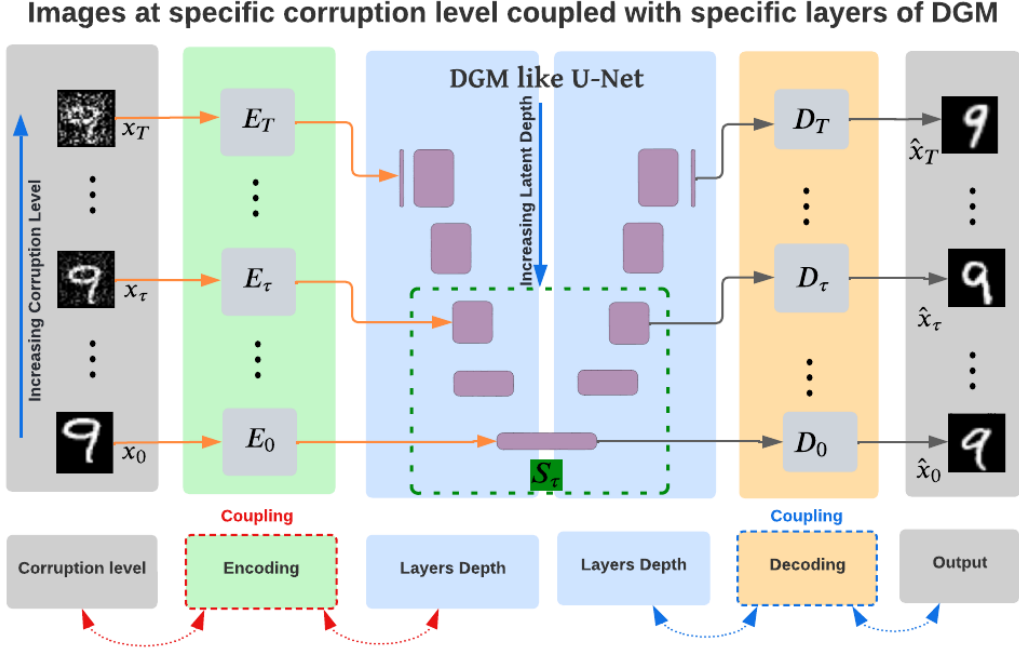 Images at specific corruption level coupled with specific layers of DGM
DGM like U-Net
Increasing Corruption Level
Increasing Latent Depth
x_T
E_T
D_T
x̂_T
x_τ
E_τ
D_τ
x̂_τ
x_0
E_0
D_0
x̂_0
S_τ
Coupling
Coupling
Corruption level
Encoding
Layers Depth
Layers Depth
Decoding
Output